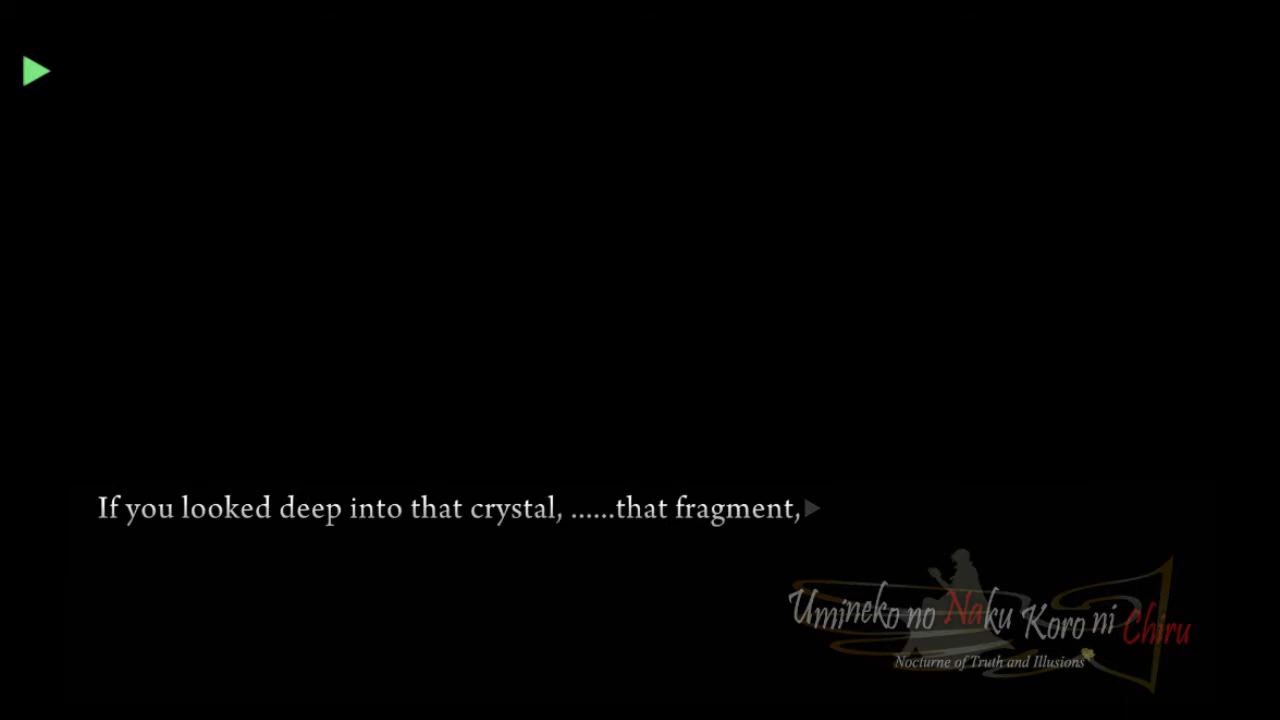 If you looked deep into that crystal, ......that fragment,
Umineko no Naku Koro ni Chiru
Nocturne of Truth and Illusions